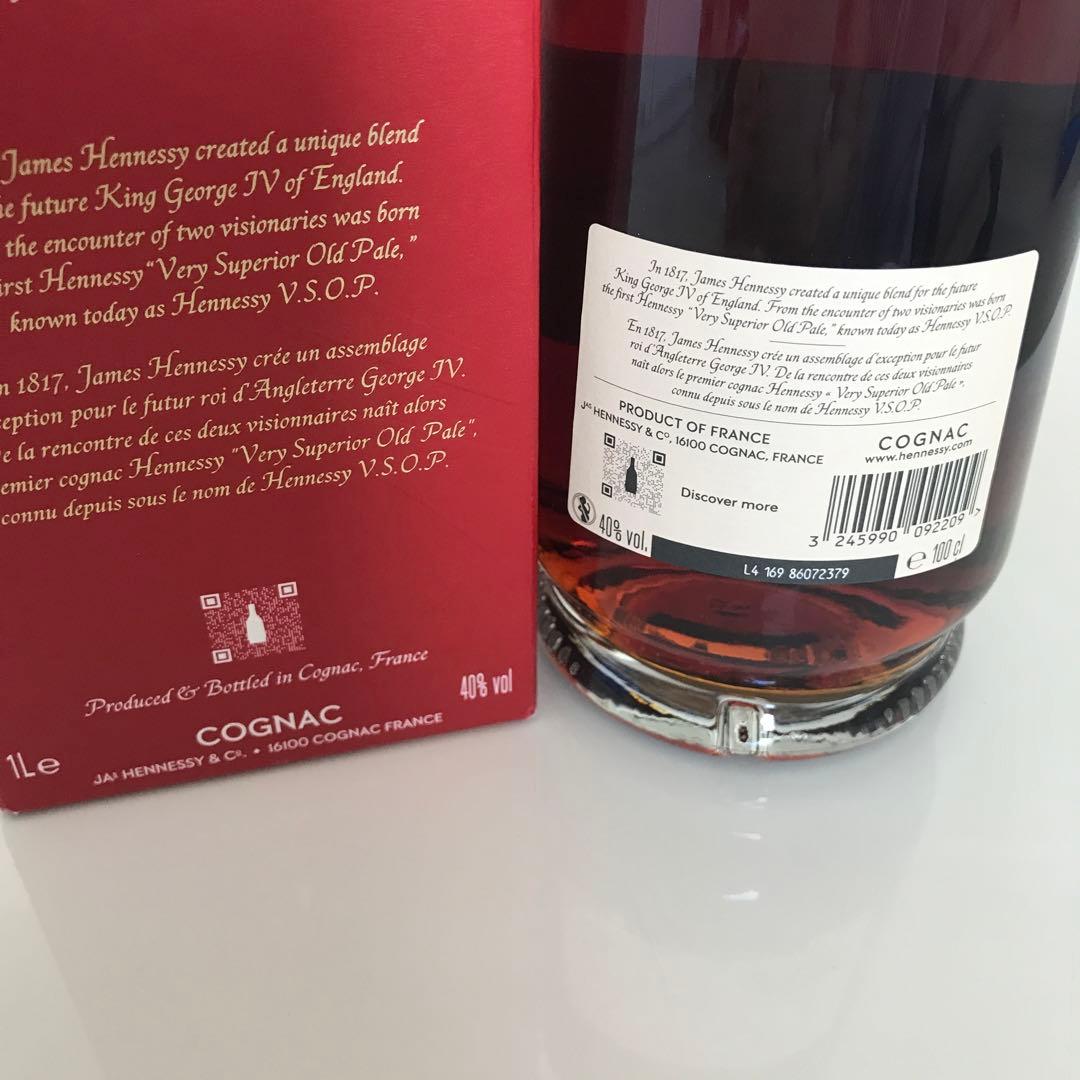 James Hennessy created a unique blend
future King George IV of England.
the encounter of two visionaries was born
Hennessy "Very Superior Old Pale,"
known today as Hennessy V.S.O.P.
1817, James Hennessy crée un assemblage
pour le futur roi d'Angleterre George IV.
la rencontre de ces deux visionnaires naît alors
cognac Hennessy "Very Superior Old Pale",
connu depuis sous le nom de Hennessy V.S.O.P.
Produced & Bottled in Cognac, France
40% vol
COGNAC
1L e
JAS HENNESSY & CO. • 16100 COGNAC FRANCE
In 1817, James Hennessy created a unique blend for the future
King George IV of England. From the encounter of two visionaries was born
the first Hennessy "Very Superior Old Pale," known today as Hennessy V.S.O.P.
En 1817, James Hennessy crée un assemblage d'exception pour le futur
roi d'Angleterre George IV. De la rencontre de ces deux visionnaires
naît alors le premier cognac Hennessy « Very Superior Old Pale »,
connu depuis sous le nom de Hennessy V.S.O.P.
PRODUCT OF FRANCE
JAS HENNESSY & CO, 16100 COGNAC, FRANCE
COGNAC
www.hennessy.com
Discover more
3 245990 092209 >
40% vol.
e 100 cl
L4 169 86072379